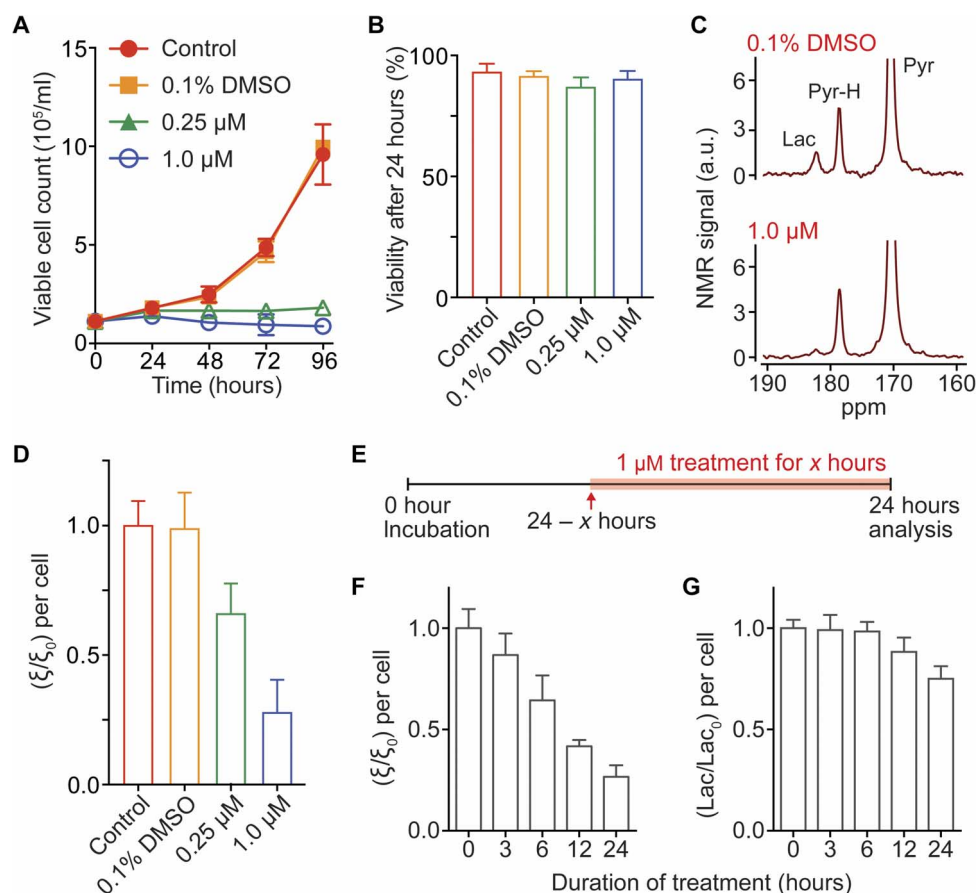 A
Viable cell count (10⁵/ml)
15
10
5
0
Control
0.1% DMSO
0.25 µM
1.0 µM
0 24 48 72 96
Time (hours)
B
Viability after 24 hours (%)
100
50
0
Control
0.1% DMSO
0.25 µM
1.0 µM
C
NMR signal (a.u.)
0.1% DMSO
6
3
0
Lac
Pyr-H
Pyr
1.0 µM
6
3
0
190 180 170 160
ppm
D
(ξ/ξ₀) per cell
1.0
0.5
0.0
Control
0.1% DMSO
0.25 µM
1.0 µM
E
1 µM treatment for x hours
0 hour
Incubation
24 – x hours
24 hours
analysis
F
(ξ/ξ₀) per cell
1.0
0.5
0.0
0 3 6 12 24
G
(Lac/Lac₀) per cell
1.0
0.5
0.0
0 3 6 12 24
Duration of treatment (hours)